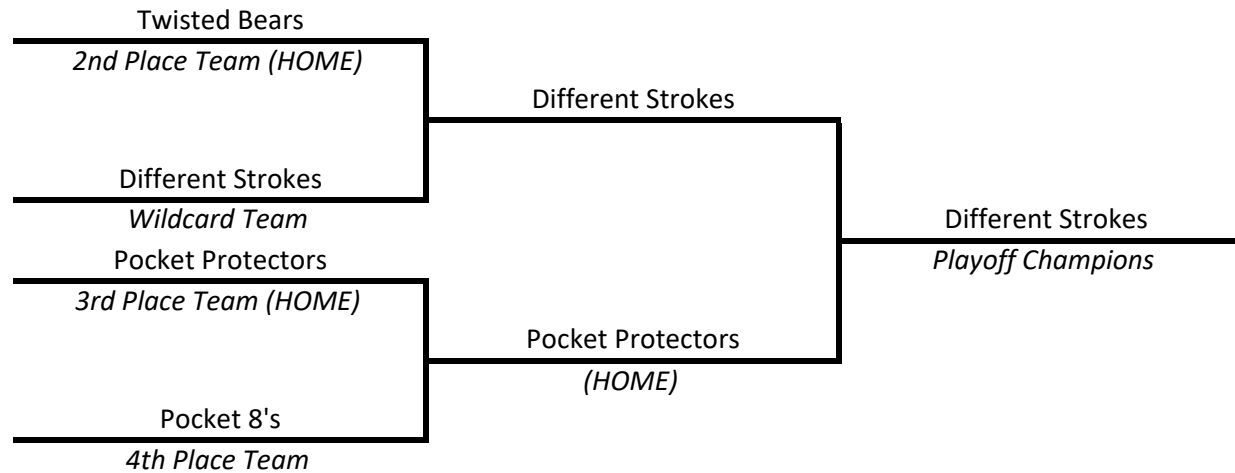 Twisted Bears
2nd Place Team (HOME)
Different Strokes
Different Strokes
Wildcard Team
Different Strokes
Pocket Protectors
Playoff Champions
3rd Place Team (HOME)
Pocket Protectors
(HOME)
Pocket 8's
4th Place Team